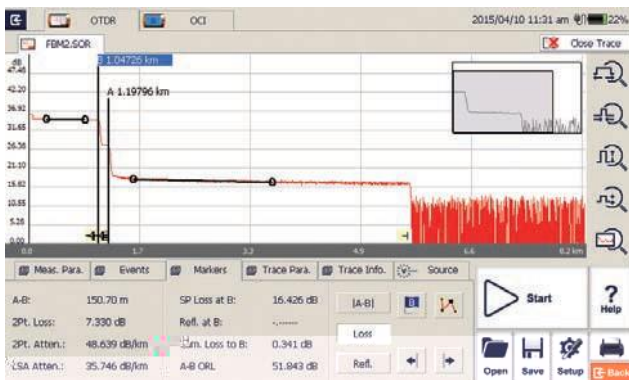 OTDR OCI 2015/04/10 11:31 am 22%
FBM2.SOR Close Trace
dB
47.48
B 1.04726 km
42.20
A 1.19796 km
36.92
31.65
26.38
21.10
15.82
10.55
5.28
0.00
0.0 1.7 3.3 4.9 6.6 8.2 km
Meas. Para. Events Markers Trace Para. Trace Info. Source
A-B: 150.70 m SP Loss at B: 16.426 dB |A-B| B
2Pt. Loss: 7.330 dB Refl. at B: -.-----
Start
Help
2Pt. Atten.: 48.639 dB/km m. Loss to B: 0.341 dB Loss
LSA Atten.: 35.746 dB/km A-B ORL 51.843 dB Refl.
Open Save Setup Back